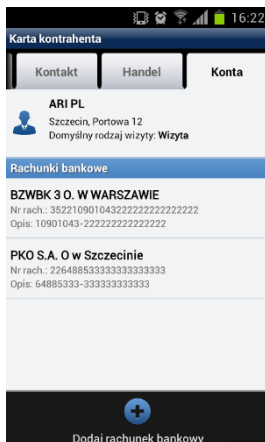 16:22
Karta kontrahenta
Kontakt Handel Konta
ARI PL
Szczecin, Portowa 12
Domyślny rodzaj wizyty: Wizyta
Rachunki bankowe
BZWBK 3 O. W WARSZAWIE
Nr rach.: 35221090104322222222222222
Opis: 10901043-222222222222222
PKO S.A. O w Szczecinie
Nr rach.: 226488533333333333333
Opis: 64885333-333333333333
Dodaj rachunek bankowy